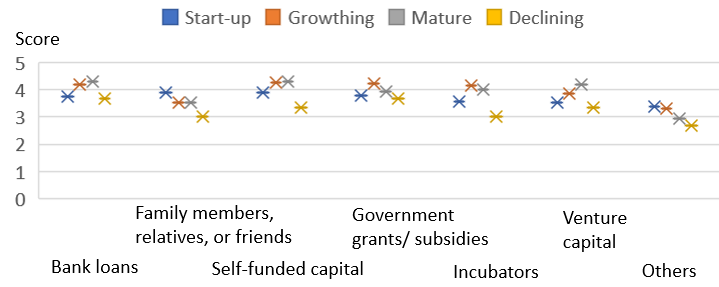 Start-up Growthing Mature Declining
Score
5
4
3
2
1
0
Family members,
relatives, or friends
Government
grants/ subsidies
Venture
capital
Bank loans
Self-funded capital
Incubators
Others